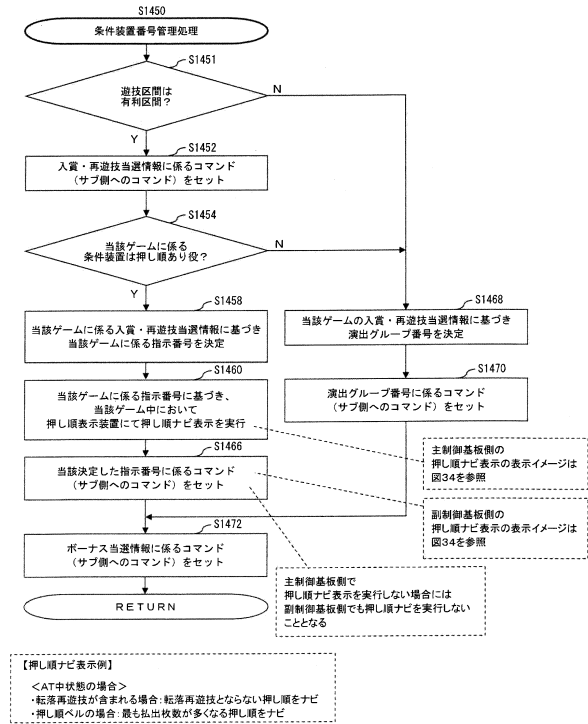 S1450
条件装置番号管理処理
S1451
遊技区間は
有利区間？
N
Y
S1452
入賞・再遊技当選情報に係るコマンド
（サブ側へのコマンド）をセット
S1454
当該ゲームに係る
条件装置は押し順あり役？
N
Y
S1458
当該ゲームに係る入賞・再遊技当選情報に基づき
当該ゲームに係る指示番号を決定
S1468
当該ゲームの入賞・再遊技当選情報に基づき
演出グループ番号を決定
S1460
当該ゲームに係る指示番号に基づき、
当該ゲーム中において
押し順表示装置にて押し順ナビ表示を実行
S1470
演出グループ番号に係るコマンド
（サブ側へのコマンド）をセット
S1466
当該決定した指示番号に係るコマンド
（サブ側へのコマンド）をセット
主制御基板側の
押し順ナビ表示の表示イメージは
図34を参照
副制御基板側の
押し順ナビ表示の表示イメージは
図34を参照
S1472
ボーナス当選情報に係るコマンド
（サブ側へのコマンド）をセット
主制御基板側で
押し順ナビ表示を実行しない場合には
副制御基板側でも押し順ナビを実行しない
こととなる
RETURN
【押し順ナビ表示例】
＜AT中状態の場合＞
・転落再遊技が含まれる場合：転落再遊技とならない押し順をナビ
・押し順ベルの場合：最も払出枚数が多くなる押し順をナビ